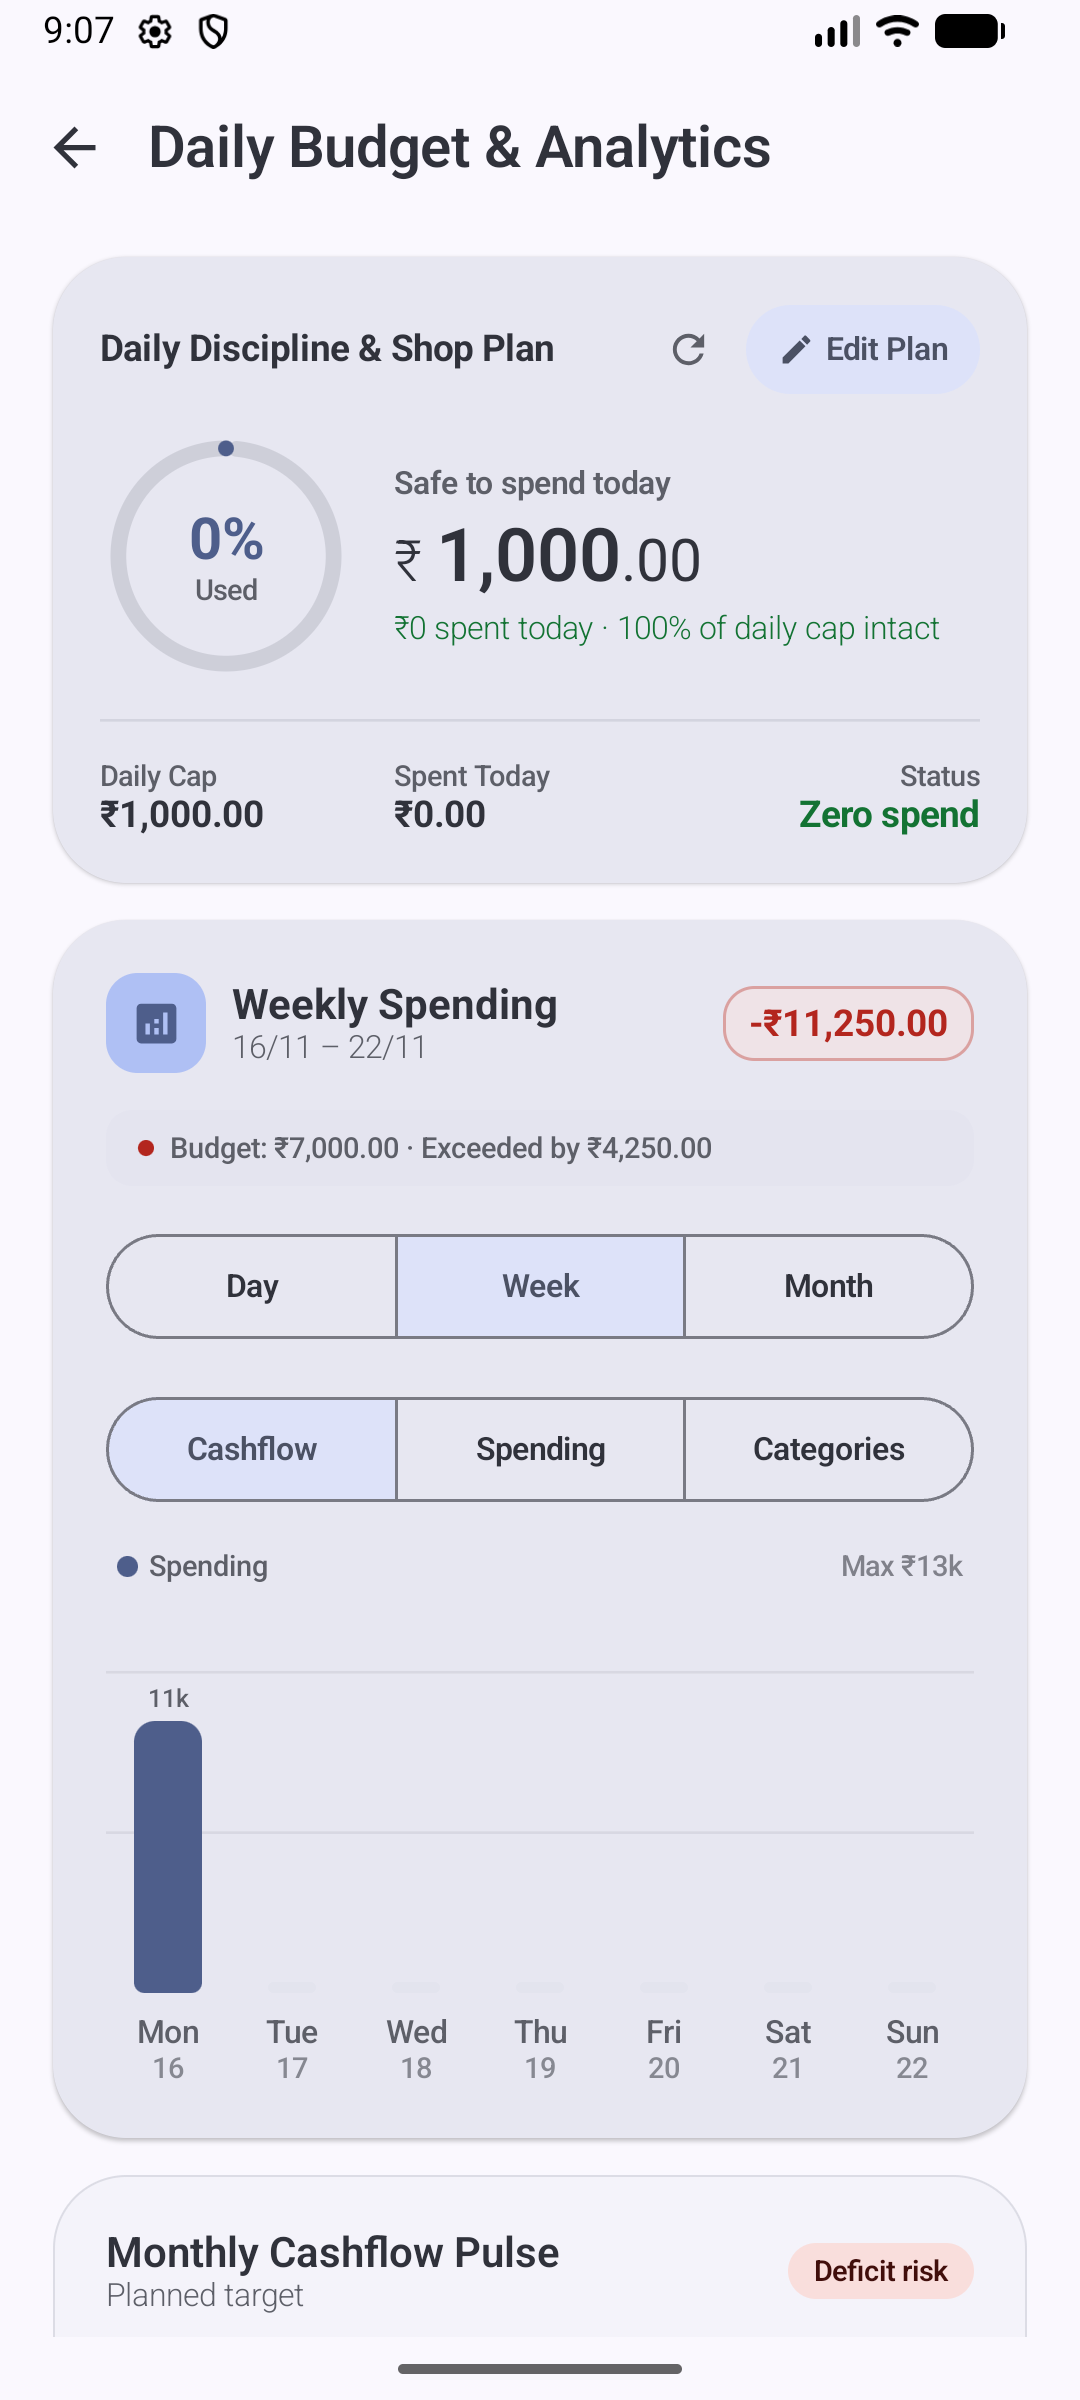 9:07
Daily Budget & Analytics
Daily Discipline & Shop Plan
Edit Plan
0%
Used
Safe to spend today
₹ 1,000.00
₹0 spent today · 100% of daily cap intact
Daily Cap
₹1,000.00
Spent Today
₹0.00
Status
Zero spend
Weekly Spending
16/11 – 22/11
-₹11,250.00
Budget: ₹7,000.00 · Exceeded by ₹4,250.00
Day
Week
Month
Cashflow
Spending
Categories
Spending
Max ₹13k
11k
Mon
16
Tue
17
Wed
18
Thu
19
Fri
20
Sat
21
Sun
22
Monthly Cashflow Pulse
Planned target
Deficit risk